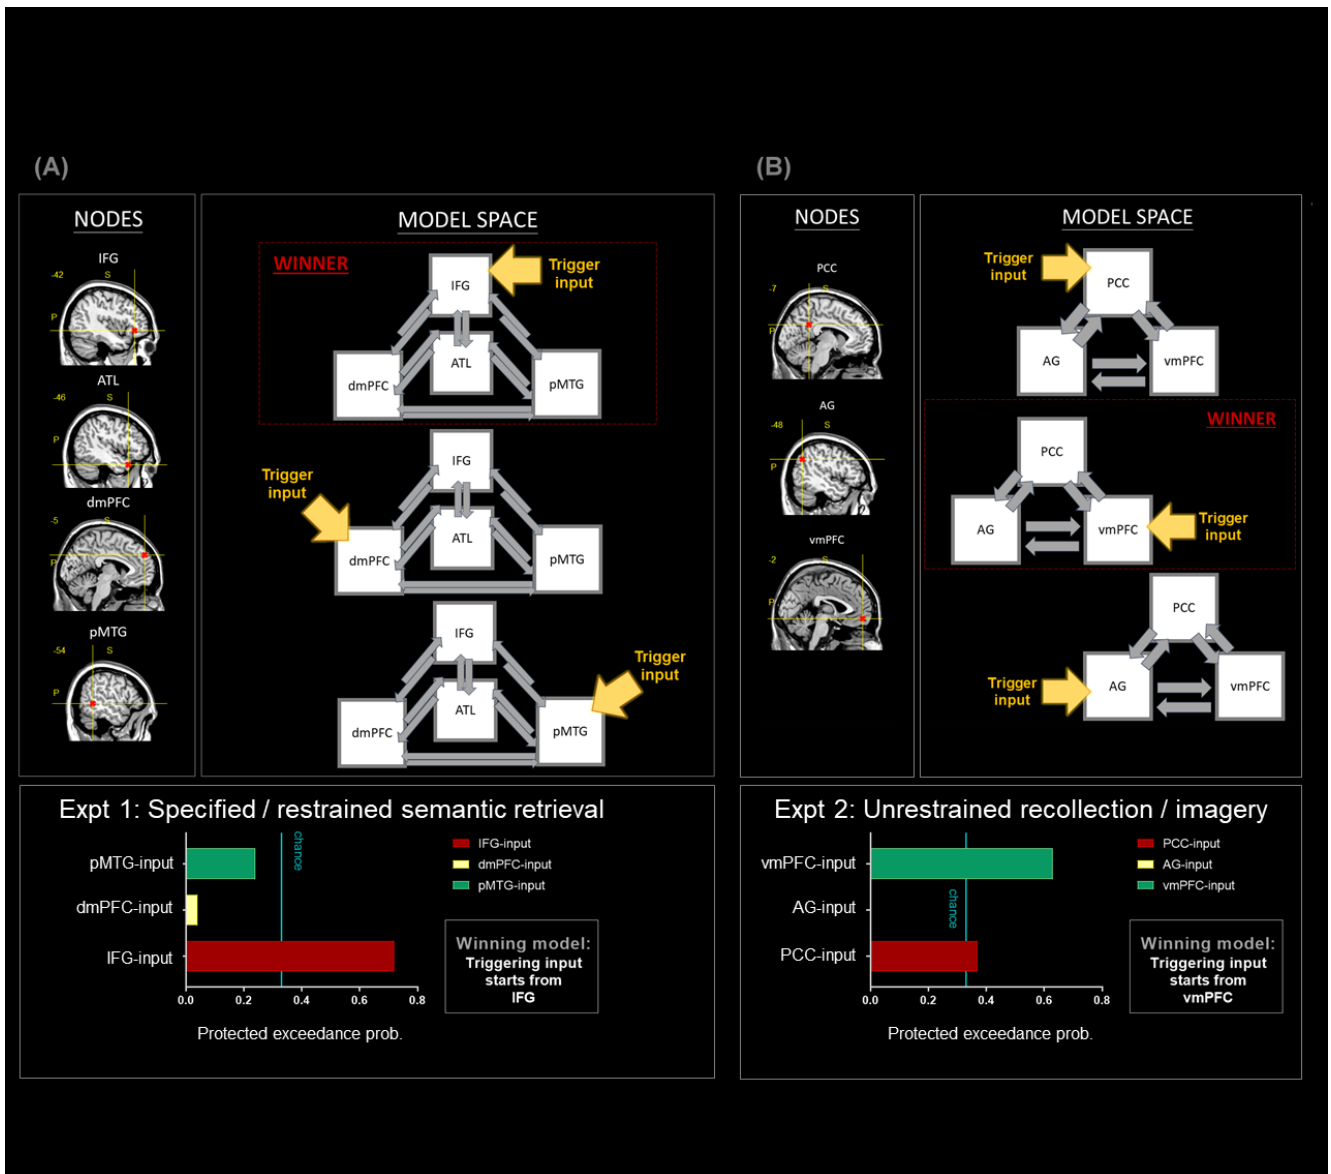 (A)
NODES
IFG
-42
S
P
ATL
-46
S
P
dmPFC
-5
S
P
pMTG
-54
S
P
MODEL SPACE
WINNER
IFG
Trigger
input
ATL
dmPFC
pMTG
IFG
Trigger
input
ATL
dmPFC
pMTG
IFG
Trigger
input
ATL
dmPFC
pMTG
Expt 1: Specified / restrained semantic retrieval
pMTG-input
dmPFC-input
IFG-input
chance
0.0
0.2
0.4
0.6
0.8
Protected exceedance prob.
IFG-input
dmPFC-input
pMTG-input
Winning model:
Triggering input
starts from
IFG
(B)
NODES
PCC
-7
S
P
AG
-48
S
P
vmPFC
-2
S
P
MODEL SPACE
Trigger
input
PCC
AG
vmPFC
WINNER
PCC
AG
vmPFC
Trigger
input
PCC
Trigger
input
AG
vmPFC
Expt 2: Unrestrained recollection / imagery
vmPFC-input
AG-input
PCC-input
chance
0.0
0.2
0.4
0.6
0.8
Protected exceedance prob.
PCC-input
AG-input
vmPFC-input
Winning model:
Triggering input
starts from
vmPFC